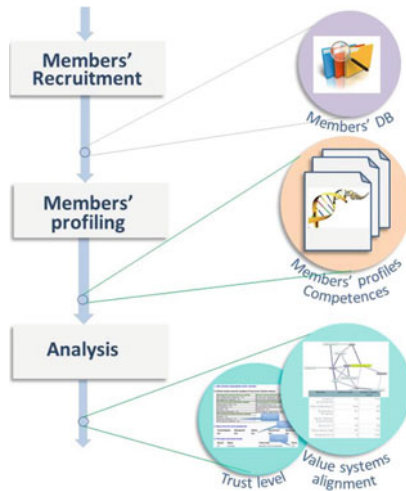 Members'
Recruitment
Members' DB
Members'
profiling
Members' profiles
Competences
Analysis
Trust level
Value systems
alignment